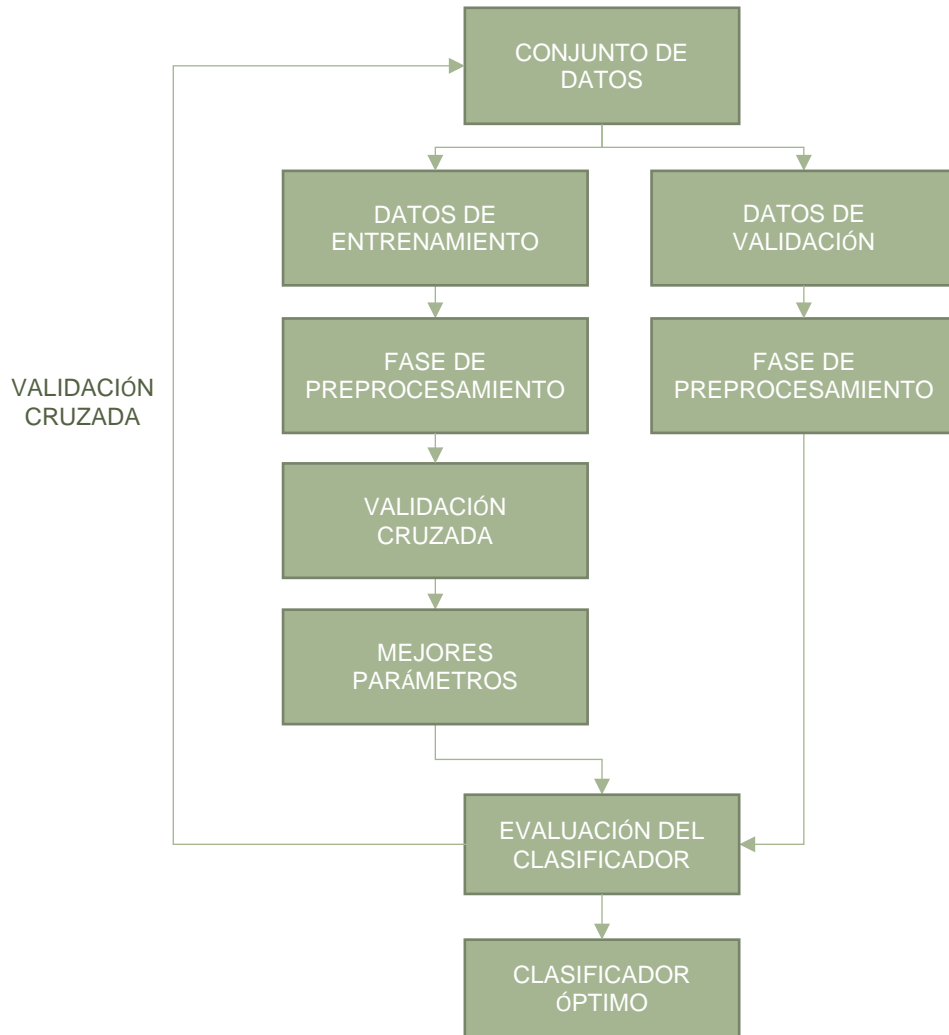 CONJUNTO DE
DATOS
DATOS DE
ENTRENAMIENTO
DATOS DE
VALIDACIÓN
FASE DE
PREPROCESAMIENTO
FASE DE
PREPROCESAMIENTO
VALIDACIÓN
CRUZADA
VALIDACIÓN
CRUZADA
MEJORES
PARÁMETROS
EVALUACIÓN DEL
CLASIFICADOR
CLASIFICADOR
ÓPTIMO